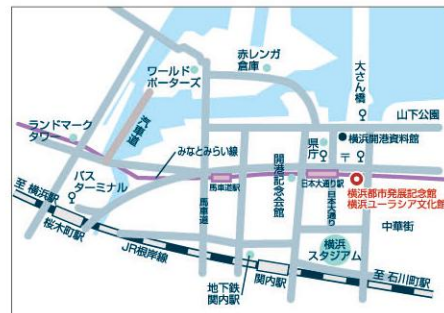 赤レンガ
倉庫
大さん橋
ワールド
ポーターズ
汽車道
山下公園
ランドマーク
タワー
横浜開港資料館
県庁
〒
みなとみらい線
開港記念会館
馬車道駅
日本大通り駅
日本大通り
横浜都市発展記念館
横浜ユーラシア文化館
バス
ターミナル
至 横浜駅
桜木町駅
馬車道
中華街
横浜
スタジアム
JR根岸線
地下鉄
関内駅
関内駅
至 石川町駅